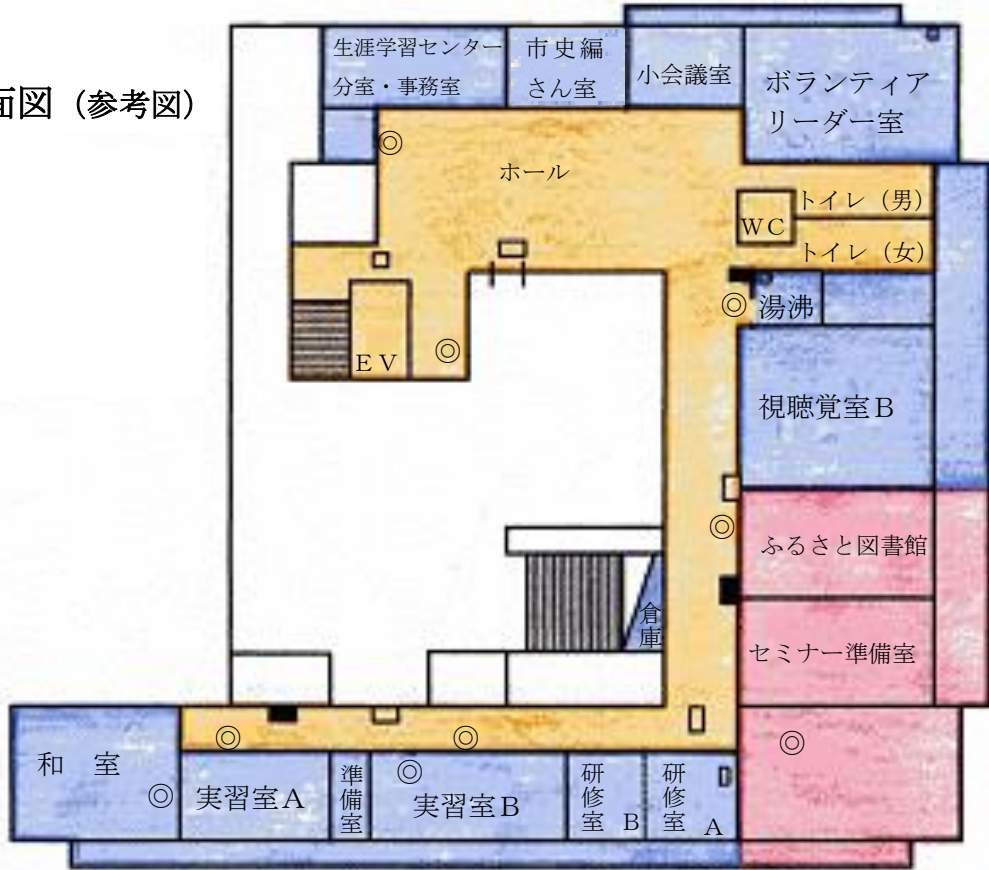 面図（参考図）
生涯学習センター
分室・事務室
市史編
さん室
小会議室
ボランティア
リーダー室
ホール
トイレ（男）
WC
トイレ（女）
湯沸
EV
視聴覚室B
ふるさと図書館
倉庫
セミナー準備室
和　室
実習室A
準備室
実習室B
研修室 B
研修室 A